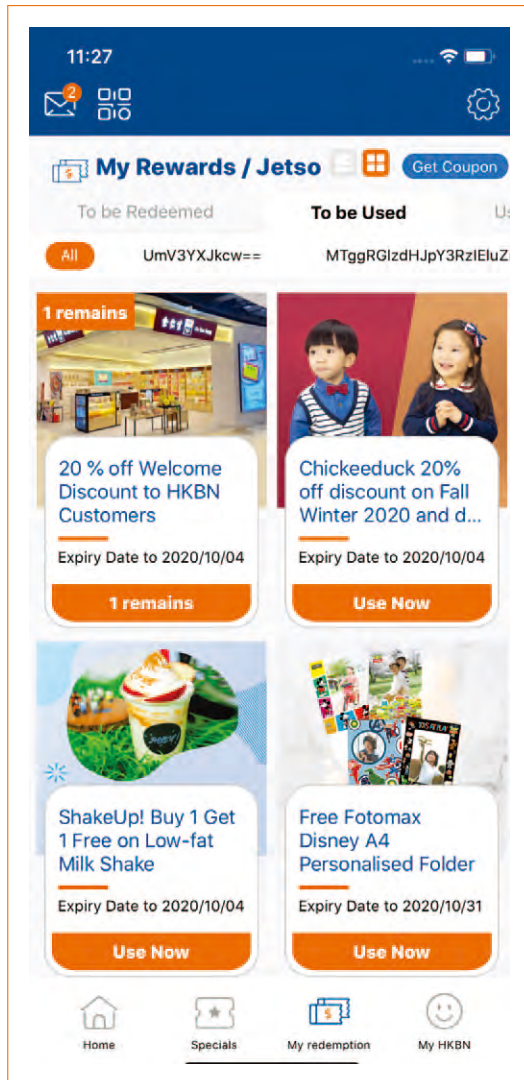 11:27
2
My Rewards / Jetso
Get Coupon
To be Redeemed
To be Used
All
UmV3YXJkcw==
1 remains
20 % off Welcome
Discount to HKBN
Customers
Expiry Date to 2020/10/04
1 remains
Chickeeduck 20%
off discount on Fall
Winter 2020 and d...
Expiry Date to 2020/10/04
Use Now
ShakeUp! Buy 1 Get
1 Free on Low-fat
Milk Shake
Expiry Date to 2020/10/04
Use Now
Free Fotomax
Disney A4
Personalised Folder
Expiry Date to 2020/10/31
Use Now
Home
Specials
My redemption
My HKBN